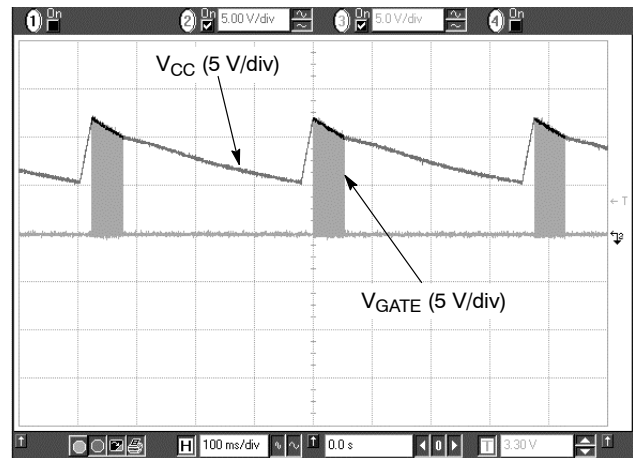 1 On 2 On 5.00 V/div 3 On 5.0 V/div 4 On
VCC (5 V/div)
T
VGATE (5 V/div)
H 100 ms/div 0.0 s 0 T 3.30 V